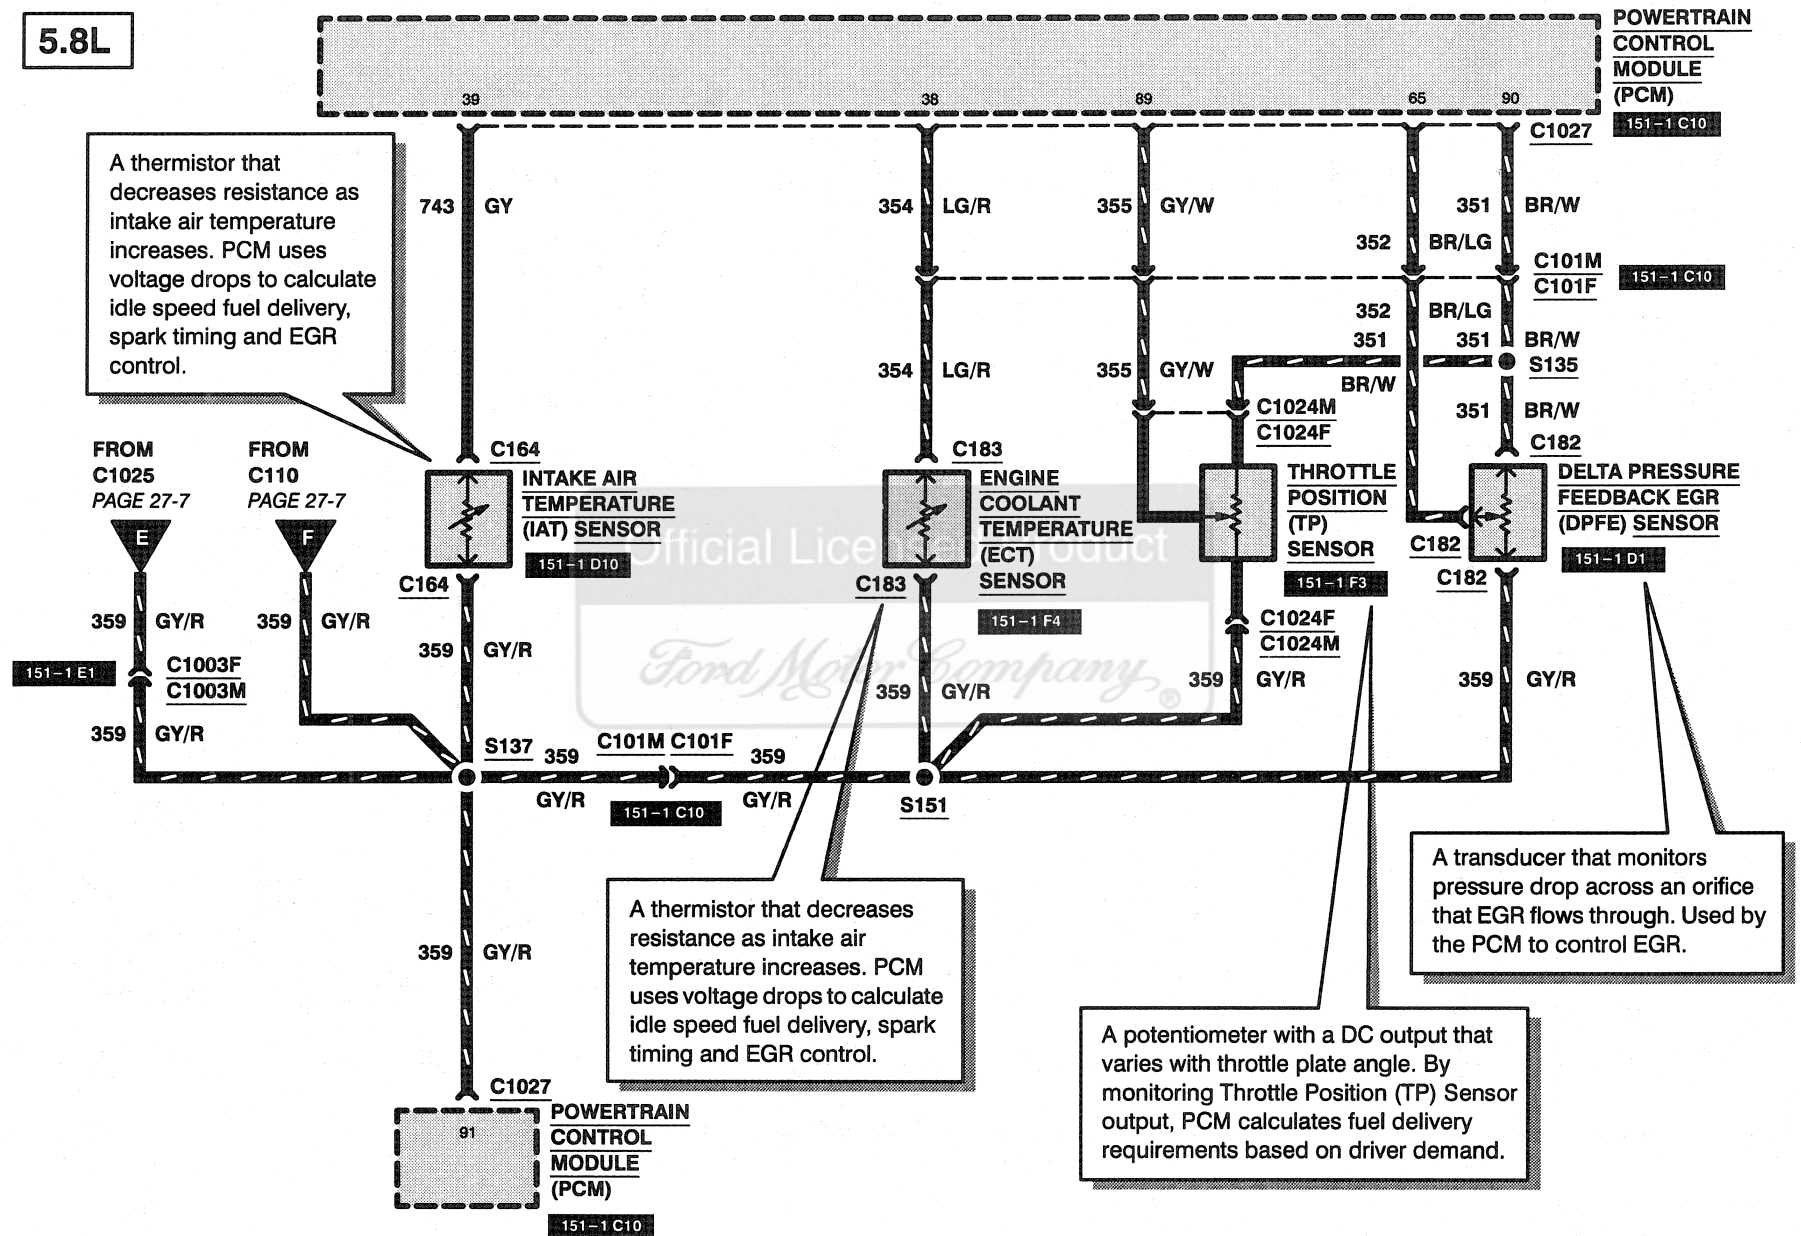 5.8L
POWERTRAIN
CONTROL
MODULE
(PCM)
151-1 C10
39
38
89
65
90
C1027
A thermistor that
decreases resistance as
intake air temperature
increases. PCM uses
voltage drops to calculate
idle speed fuel delivery,
spark timing and EGR
control.
743 GY
354 LG/R
355 GY/W
351 BR/W
352 BR/LG
C101M
C101F
151-1 C10
352 BR/LG
351
351 BR/W
S135
BR/W
354 LG/R
355 GY/W
351 BR/W
C1024M
C1024F
C182
FROM
C1025
PAGE 27-7
E
FROM
C110
PAGE 27-7
F
C164
INTAKE AIR
TEMPERATURE
(IAT) SENSOR
151-1 D10
C164
C183
ENGINE
COOLANT
TEMPERATURE
(ECT)
SENSOR
151-1 F4
C183
THROTTLE
POSITION
(TP)
SENSOR
151-1 F3
C182
C182
DELTA PRESSURE
FEEDBACK EGR
(DPFE) SENSOR
151-1 D1
Official Licensed Product
Ford Motor Company
®
359 GY/R
359 GY/R
359 GY/R
C1024F
C1024M
151-1 E1
C1003F
C1003M
359 GY/R
359 GY/R
359 GY/R
359 GY/R
S137
359
GY/R
C101M C101F
151-1 C10
359
GY/R
S151
A transducer that monitors
pressure drop across an orifice
that EGR flows through. Used by
the PCM to control EGR.
A thermistor that decreases
resistance as intake air
temperature increases. PCM
uses voltage drops to calculate
idle speed fuel delivery, spark
timing and EGR control.
359 GY/R
A potentiometer with a DC output that
varies with throttle plate angle. By
monitoring Throttle Position (TP) Sensor
output, PCM calculates fuel delivery
requirements based on driver demand.
C1027
91
POWERTRAIN
CONTROL
MODULE
(PCM)
151-1 C10